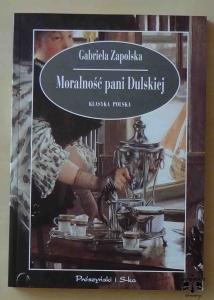 Gabriela Zapolska
Moralność pani Dulskiej
KLASYKA POLSKA
Prószyński i S-ka